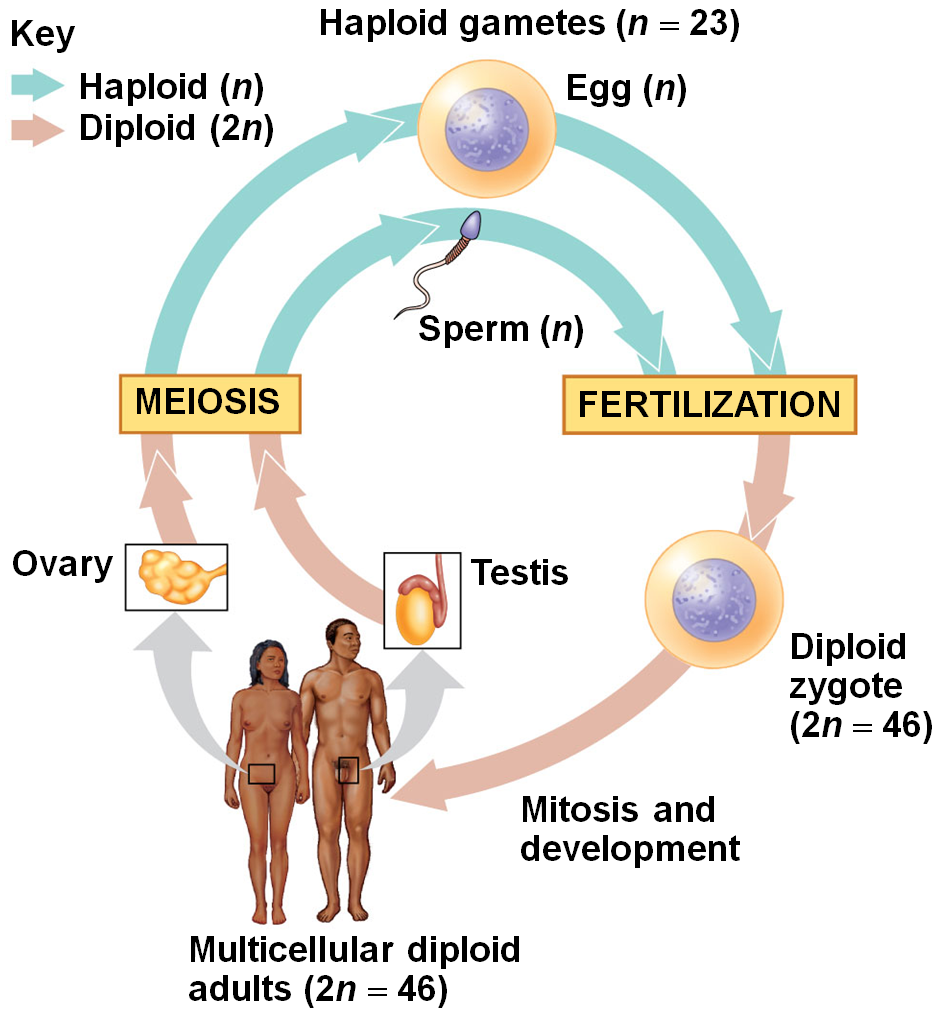 Key
Haploid (n)
Diploid (2n)
Haploid gametes (n = 23)
Egg (n)
Sperm (n)
MEIOSIS
FERTILIZATION
Ovary
Testis
Diploid
zygote
(2n = 46)
Mitosis and
development
Multicellular diploid
adults (2n = 46)